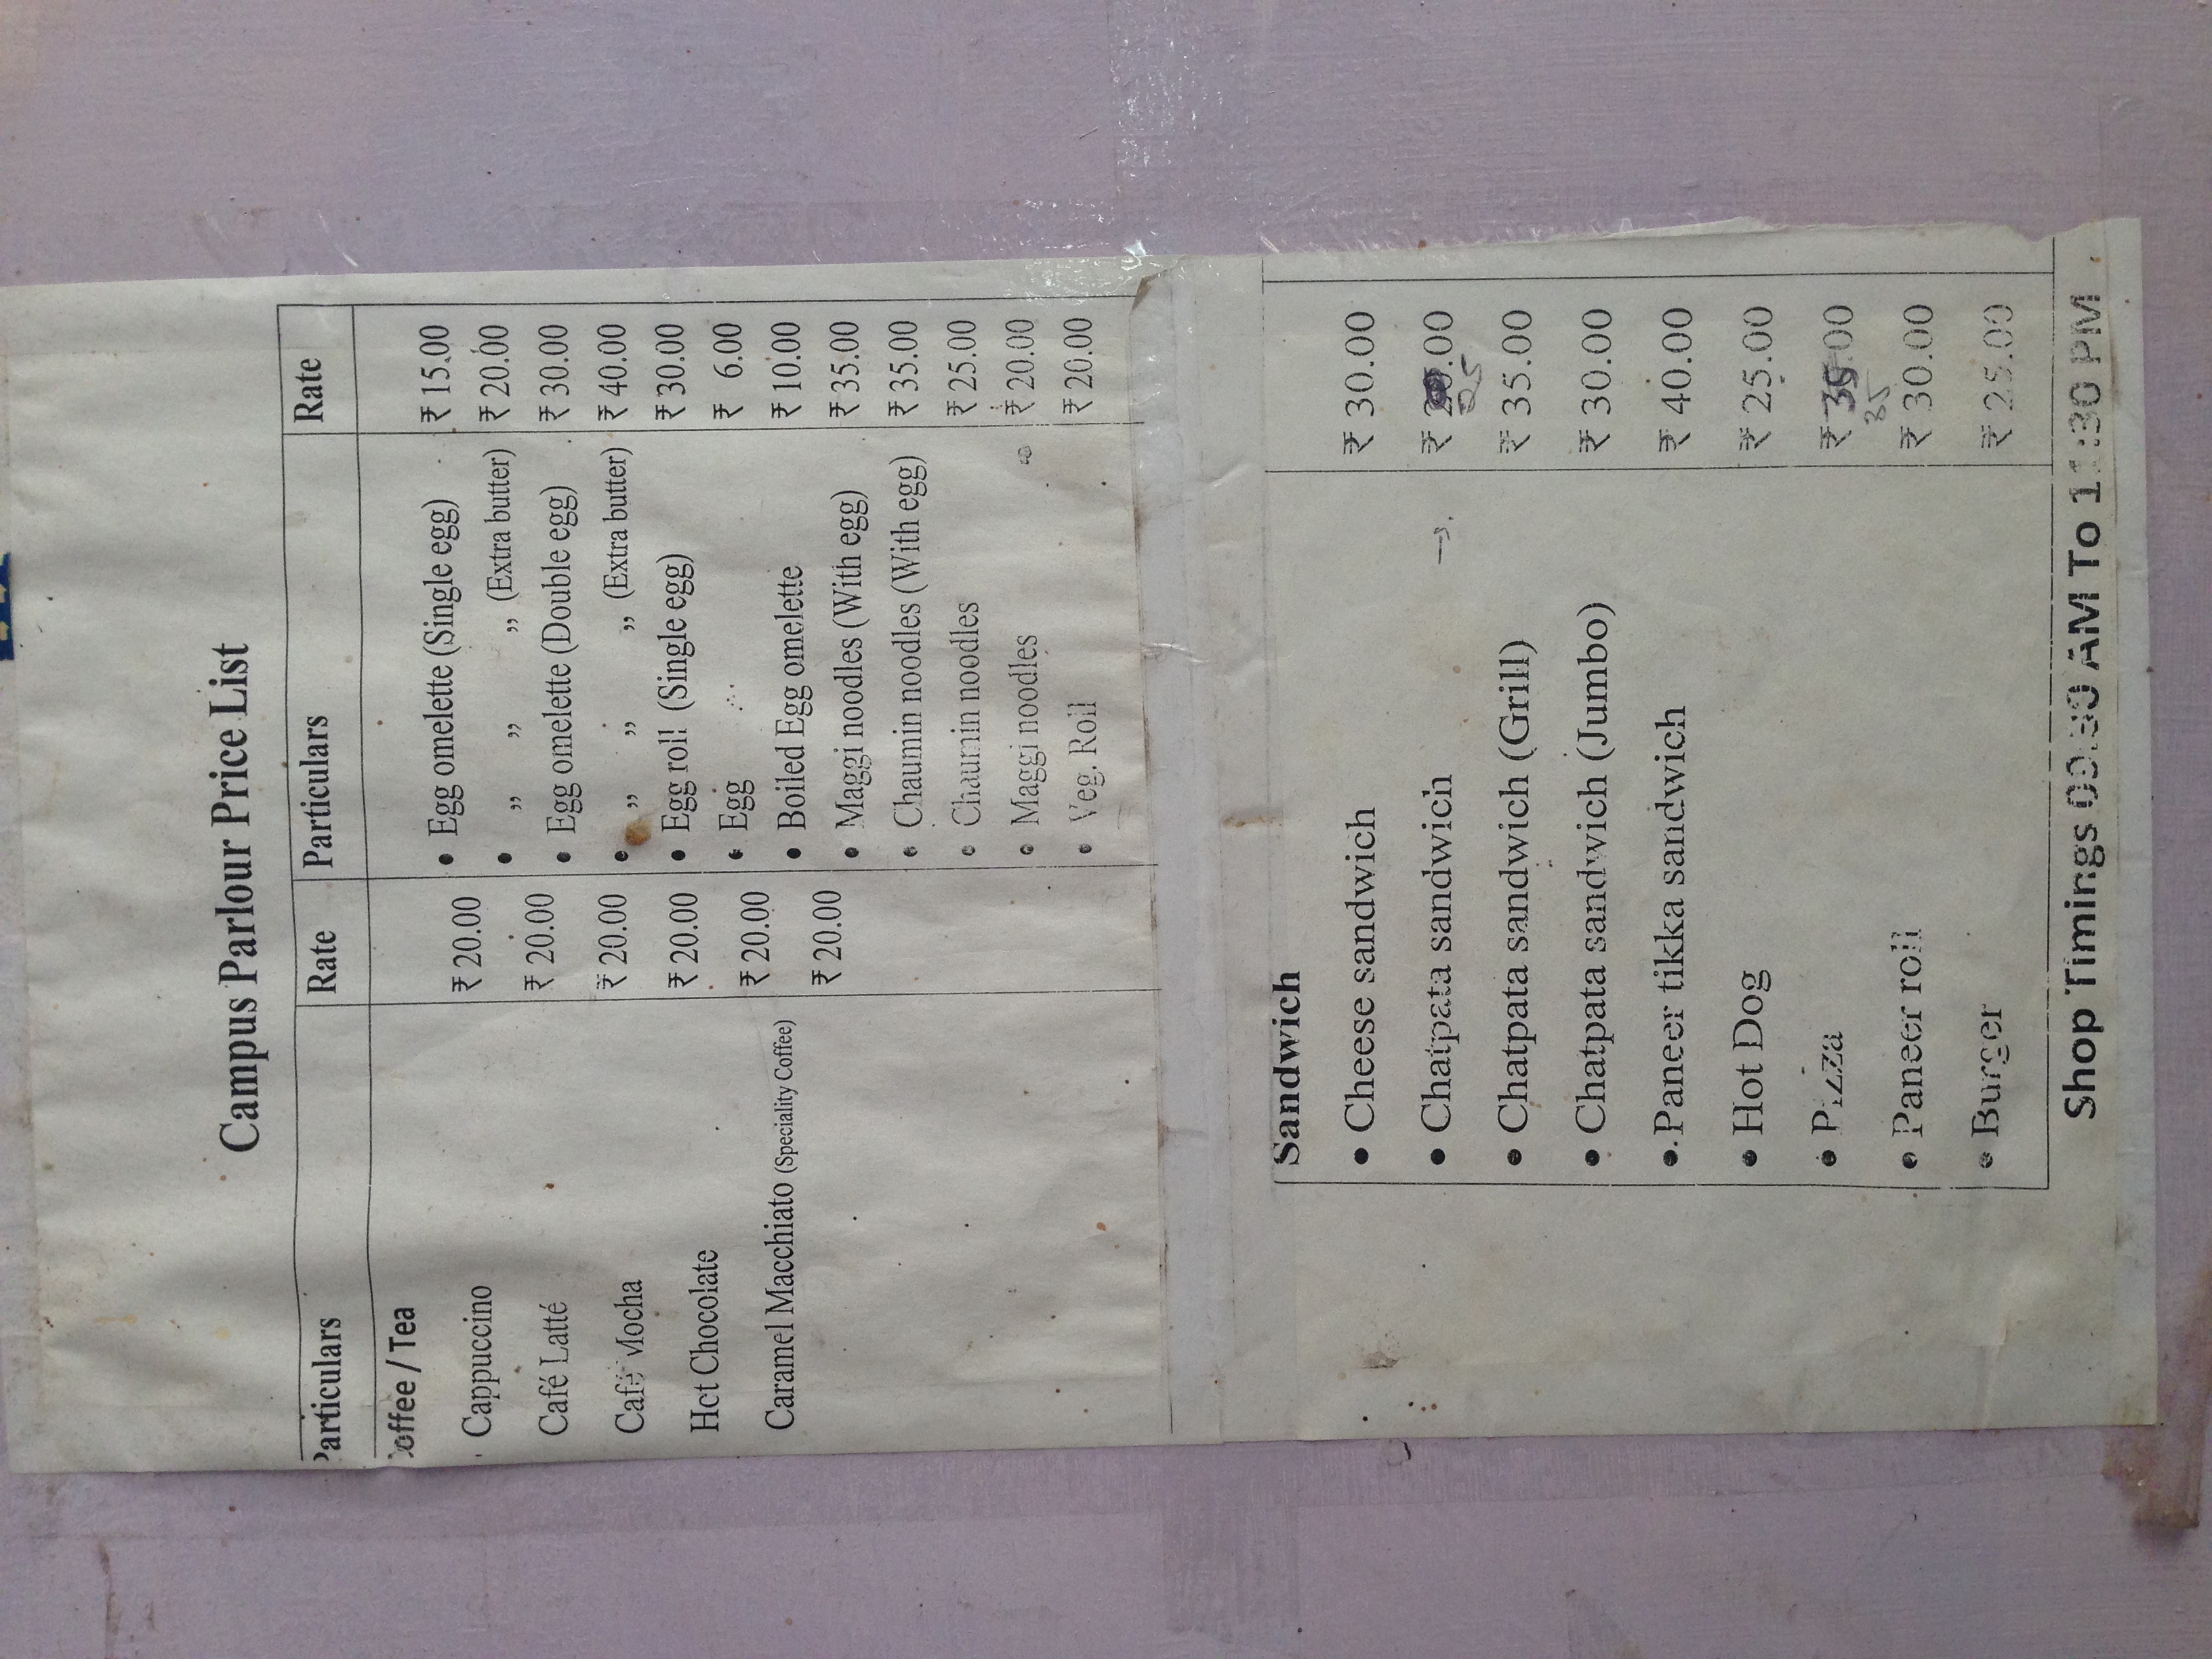 Campus Parlour Price List
Particulars Rate Particulars Rate
Coffee / Tea
Cappuccino ₹ 20.00
Café Latté ₹ 20.00
Café Mocha ₹ 20.00
Hot Chocolate ₹ 20.00
Caramel Macchiato (Speciality Coffee) ₹ 20.00
₹ 20.00
• Egg omelette (Single egg) ₹ 15.00
• ,, ,, ,, (Extra butter) ₹ 20.00
• Egg omelette (Double egg) ₹ 30.00
• ,, ,, ,, (Extra butter) ₹ 40.00
• Egg roll (Single egg) ₹ 30.00
• Egg ₹ 6.00
• Boiled Egg omelette ₹ 10.00
• Maggi noodles (With egg) ₹ 35.00
• Chaumin noodles (With egg) ₹ 35.00
• Chaumin noodles ₹ 25.00
• Maggi noodles ₹ 20.00
• Veg. Roll ₹ 20.00
Sandwich
• Cheese sandwich ₹ 30.00
• Chatpata sandwich ₹ .00
25
• Chatpata sandwich (Grill) ₹ 35.00
• Chatpata sandwich (Jumbo) ₹ 30.00
• Paneer tikka sandwich ₹ 40.00
• Hot Dog ₹ 25.00
• Pizza ₹ 35.00
35
• Paneer roll ₹ 30.00
• Burger ₹ 25.00
Shop Timings AM To 11:30 PM